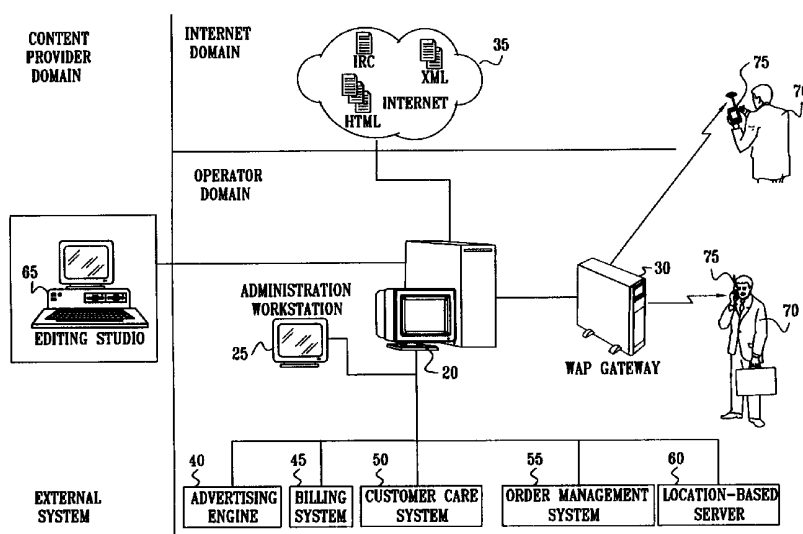 CONTENT
PROVIDER
DOMAIN
INTERNET
DOMAIN
IRC
XML
INTERNET
HTML
35
75
70
OPERATOR
DOMAIN
65
EDITING STUDIO
ADMINISTRATION
WORKSTATION
25
20
30
WAP GATEWAY
75
70
EXTERNAL
SYSTEM
40
ADVERTISING
ENGINE
45
BILLING
SYSTEM
50
CUSTOMER CARE
SYSTEM
55
ORDER MANAGEMENT
SYSTEM
60
LOCATION-BASED
SERVER